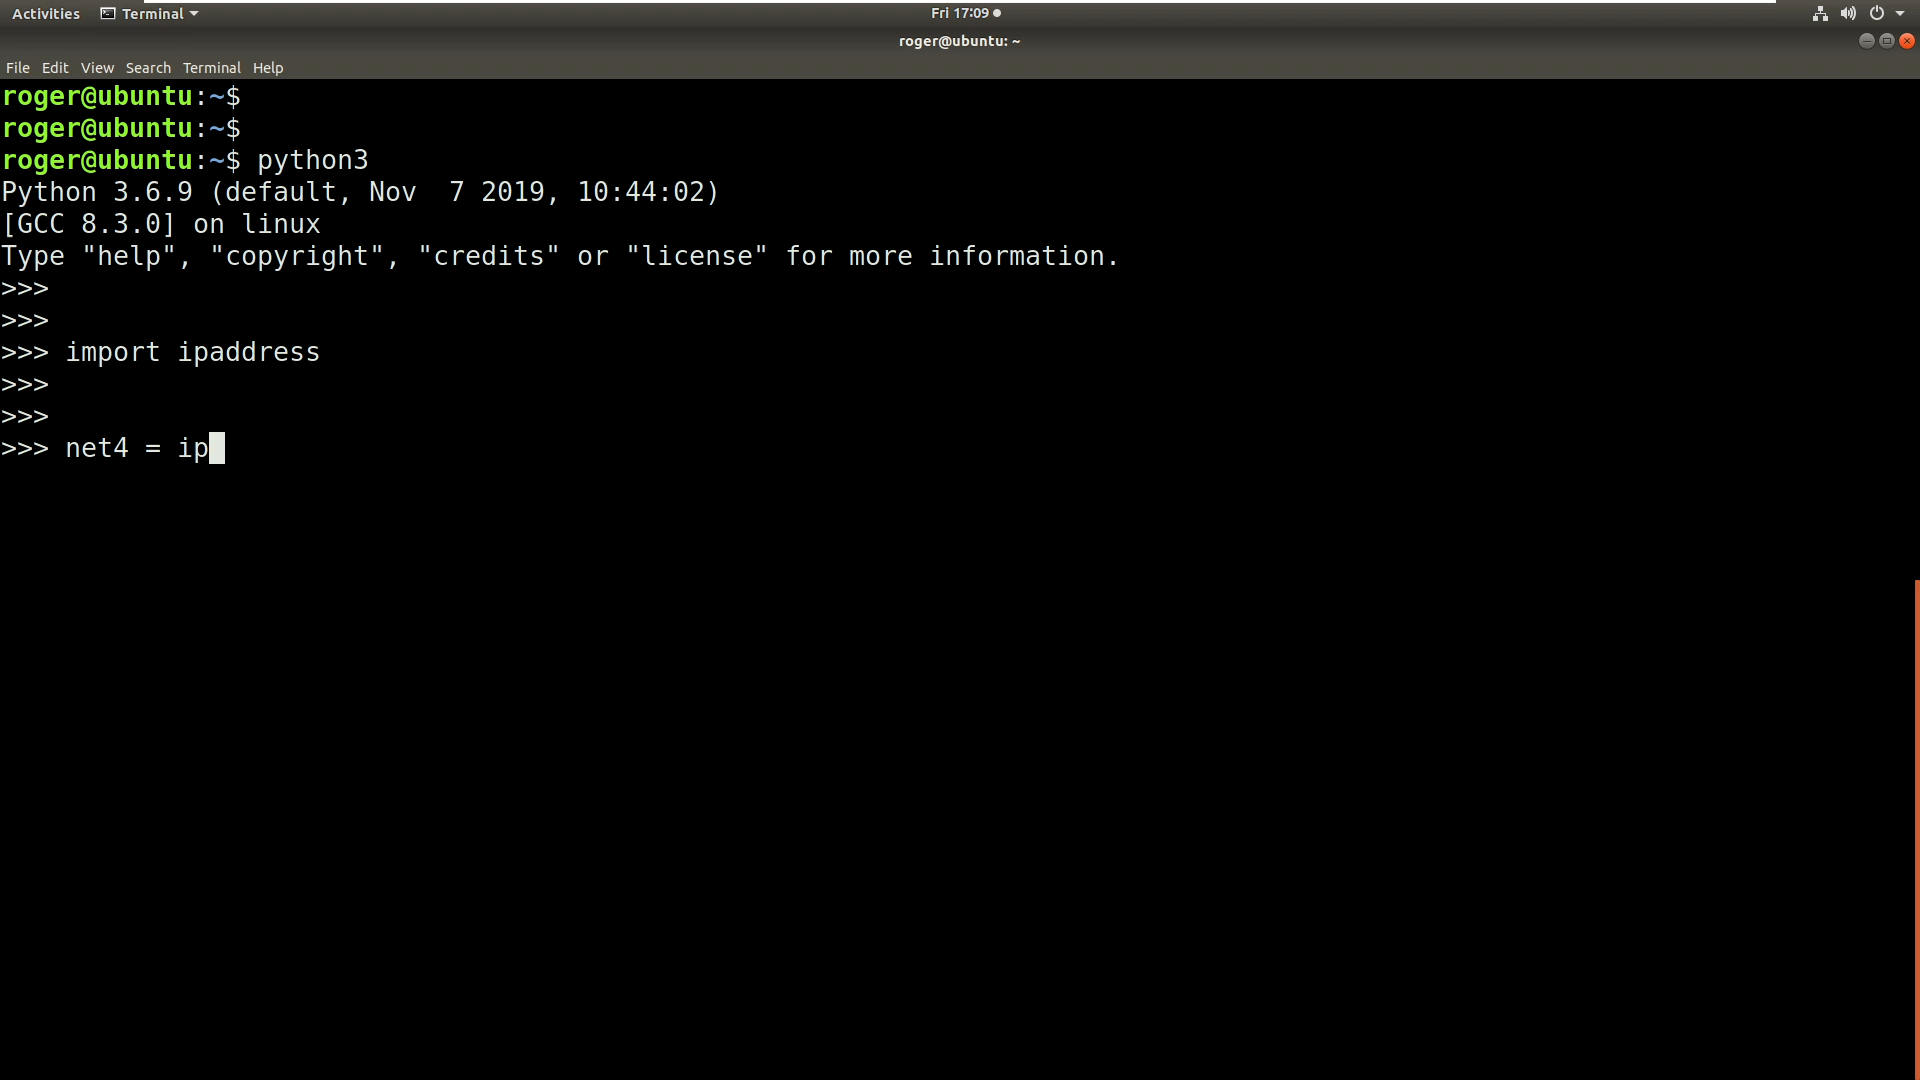 Activities Terminal Fri 17:09
roger@ubuntu: ~
File Edit View Search Terminal Help
roger@ubuntu:~$
roger@ubuntu:~$
roger@ubuntu:~$ python3
Python 3.6.9 (default, Nov  7 2019, 10:44:02)
[GCC 8.3.0] on linux
Type "help", "copyright", "credits" or "license" for more information.
>>>
>>>
>>> import ipaddress
>>>
>>>
>>> net4 = ip